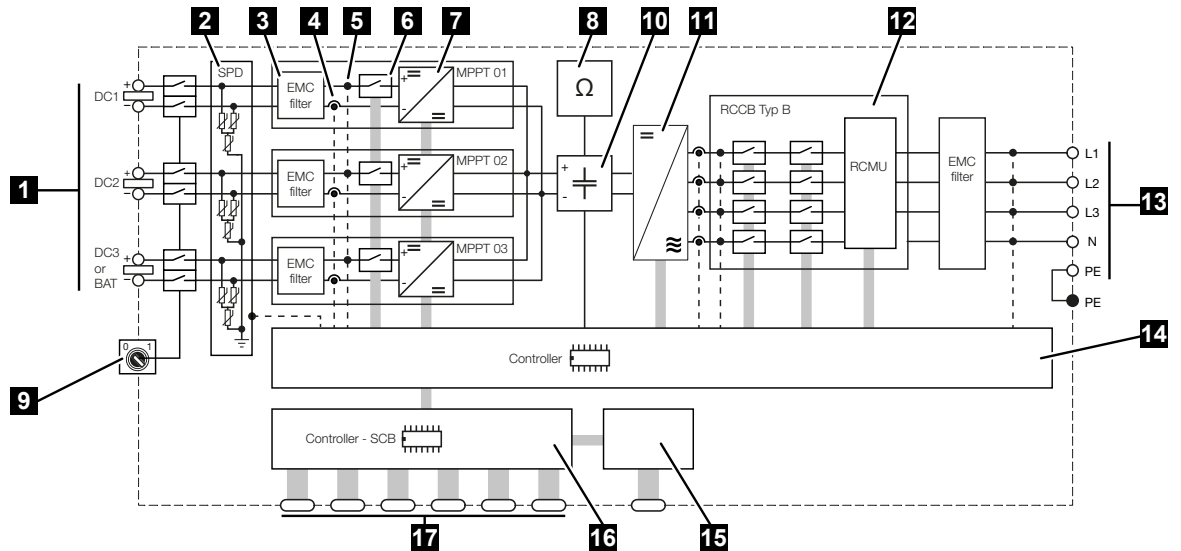 2 3 4 5 6 7 8 10 11 12
SPD
MPPT 01
EMC
filter
DC1
+
-
+
-
Ω
RCCB Typ B
MPPT 02
EMC
filter
DC2
+
-
+
-
+
-
=
≈
RCMU
EMC
filter
L1
L2
L3
N
PE
PE
1
13
MPPT 03
EMC
filter
DC3
or
BAT
+
-
+
-
0 1
9
Controller
14
Controller - SCB
17
16
15